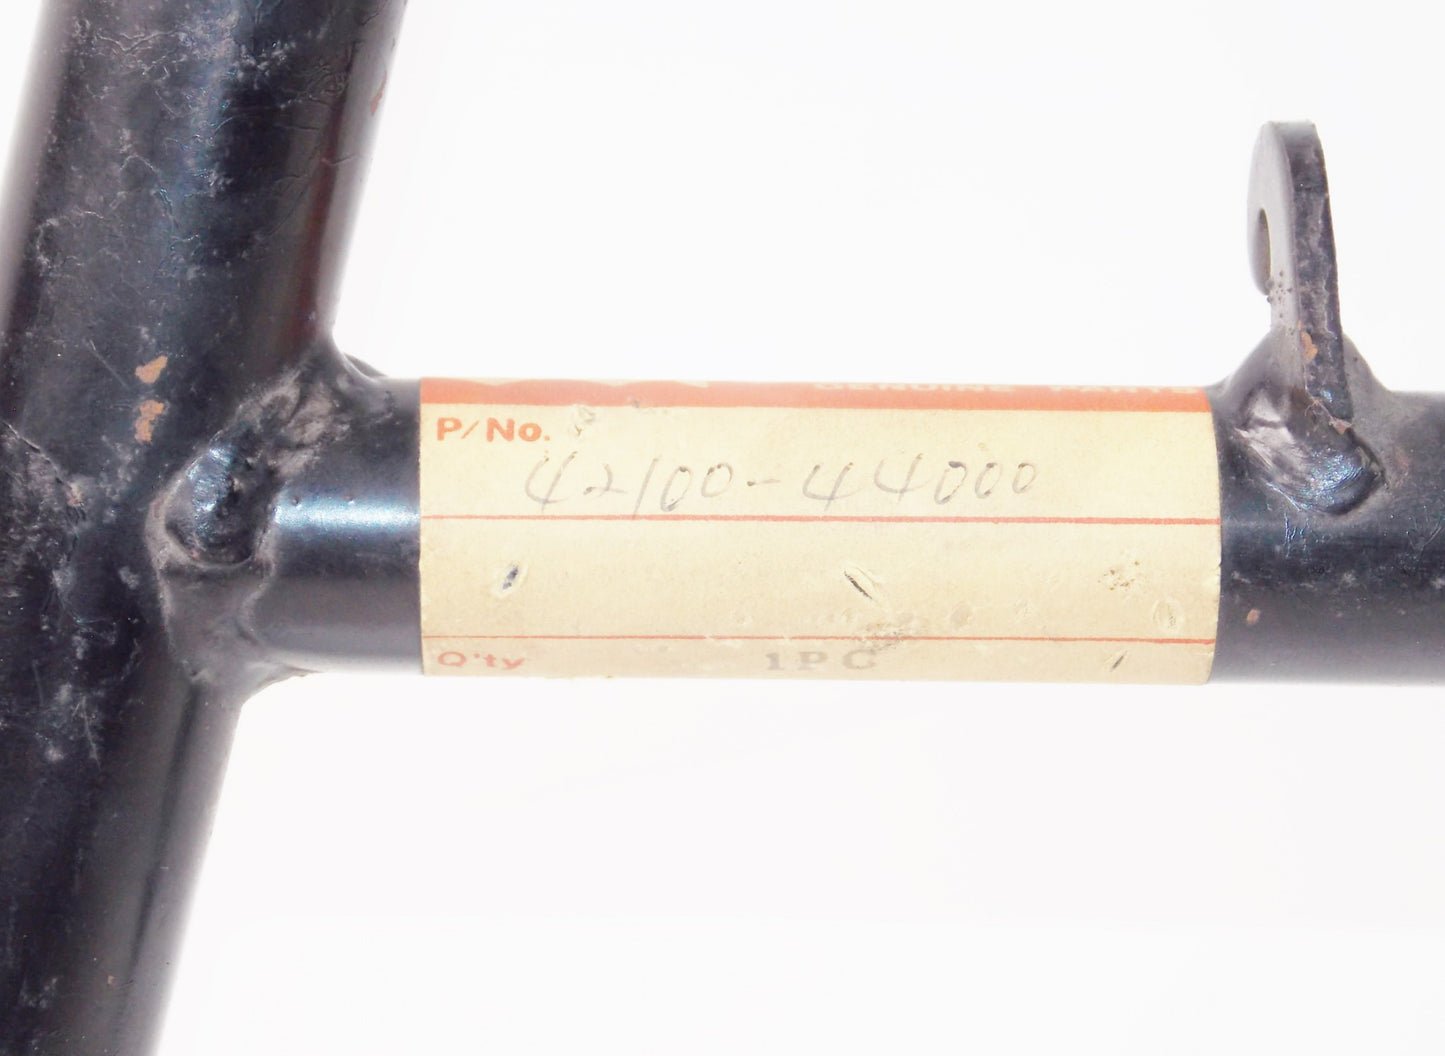 GENUINE PARTS
P/No.
42100-44000
Q'ty 1PC